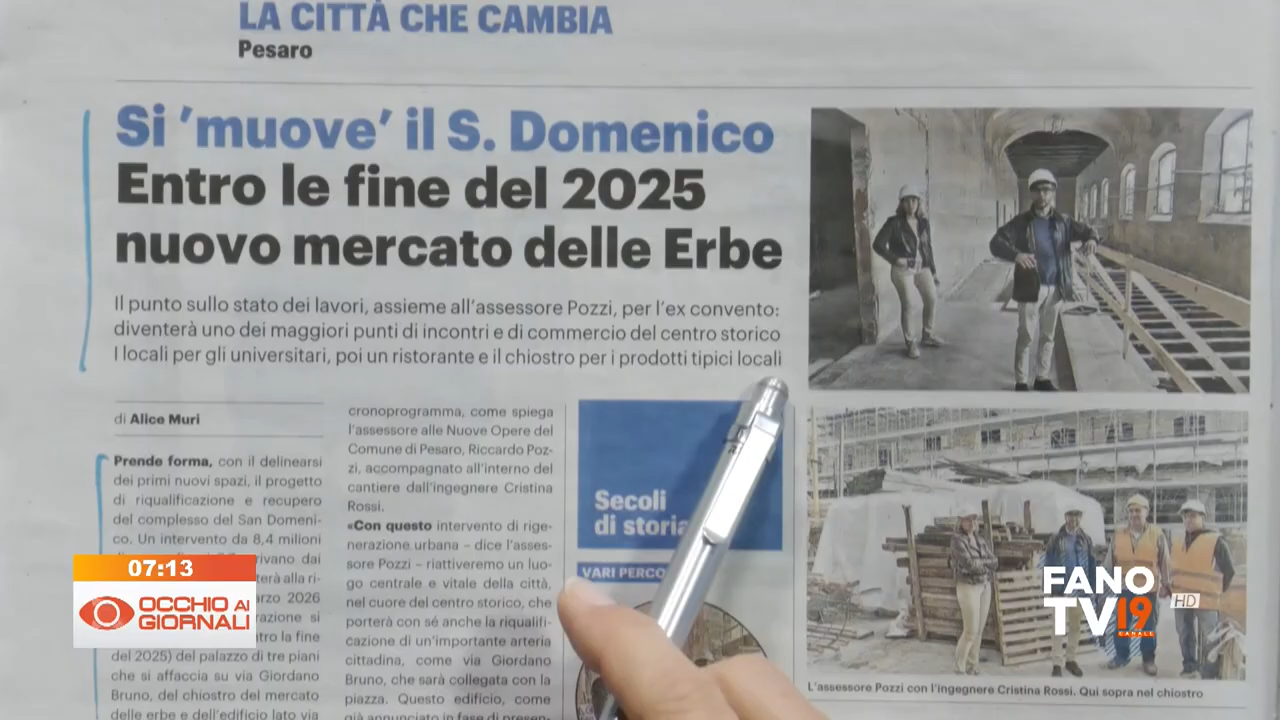 LA CITTÀ CHE CAMBIA
Pesaro
Si ’muove’ il S. Domenico
Entro le fine del 2025
nuovo mercato delle Erbe
Il punto sullo stato dei lavori, assieme all’assessore Pozzi, per l’ex convento:
diventerà uno dei maggiori punti di incontri e di commercio del centro storico
I locali per gli universitari, poi un ristorante e il chiostro per i prodotti tipici locali
di Alice Muri
Prende forma, con il delinearsi
dei primi nuovi spazi, il progetto
di riqualificazione e recupero
del complesso del San Domeni-
co. Un intervento da 8,4 milioni
del 2025) del palazzo di tre piani
che si affaccia su via Giordano
Bruno, del chiostro del mercato
delle erbe e dell’edificio lato via
cronoprogramma, come spiega
l’assessore alle Nuove Opere del
Comune di Pesaro, Riccardo Poz-
zi, accompagnato all’interno del
cantiere dall’ingegnere Cristina
Rossi.
«Con questo intervento di rige-
nerazione urbana – dice l’asses-
sore Pozzi – riattiveremo un luo-
go centrale e vitale della città,
nel cuore del centro storico, che
porterà con sé anche la riqualifi-
cazione di un’importante arteria
cittadina, come via Giordano
Bruno, che sarà collegata con la
piazza. Questo edificio, come
già annunciato in fase di presen-
Secoli
di storia
VARI PERCO
L’assessore Pozzi con l’ingegnere Cristina Rossi. Qui sopra nel chiostro
07:13
OCCHIO AI
GIORNALI
FANO
TV19
CANALE
HD